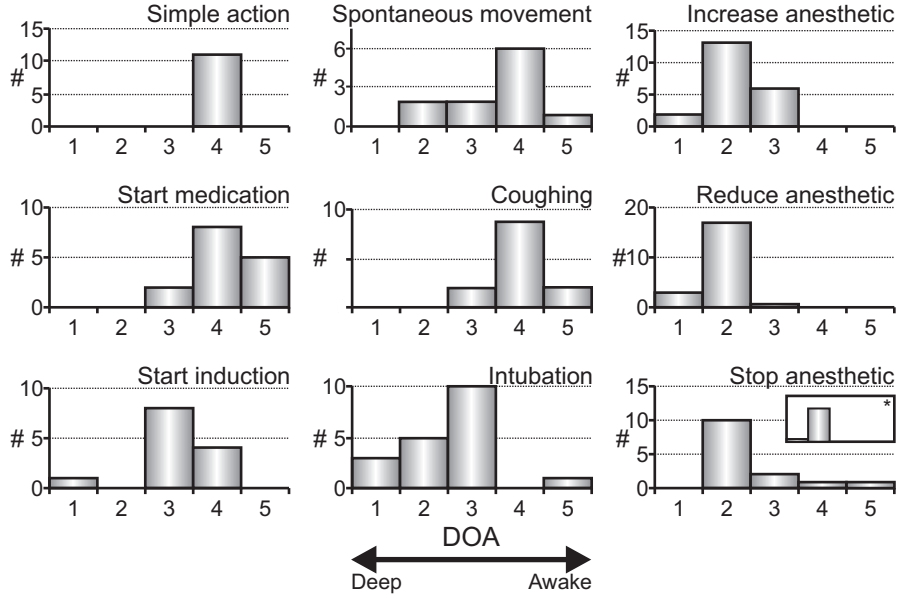 Simple action
15
10
#
5
0
1 2 3 4 5
Spontaneous movement
6
#
3
0
1 2 3 4 5
Increase anesthetic
15
10
#
5
0
1 2 3 4 5
Start medication
10
# 5
0
1 2 3 4 5
Coughing
10
#
1 2 3 4 5
Reduce anesthetic
20
#10
0
1 2 3 4 5
Start induction
10
# 5
0
1 2 3 4 5
Intubation
10
# 5
0
1 2 3 4 5
Stop anesthetic
15
*
10
#
5
0
1 2 3 4 5
DOA
Deep Awake